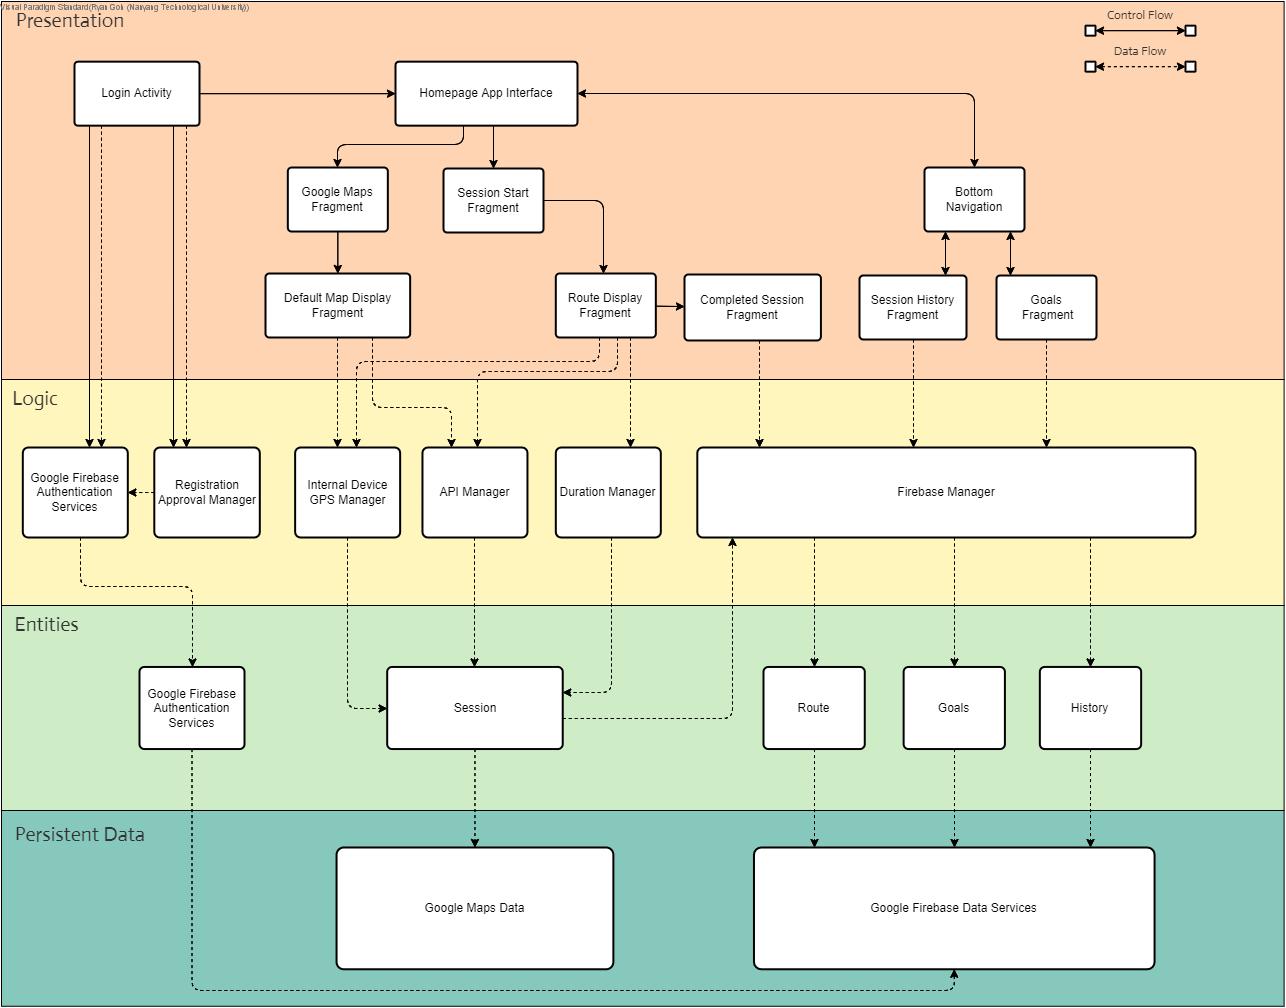 Visual Paradigm Standard(Ryan Goh (Nanyang Technological University))
Presentation
Control Flow
Data Flow
Login Activity
Homepage App Interface
Google Maps
Fragment
Session Start
Fragment
Bottom
Navigation
Default Map Display
Fragment
Route Display
Fragment
Completed Session
Fragment
Session History
Fragment
Goals
Fragment
Logic
Google Firebase
Authentication
Services
Registration
Approval Manager
Internal Device
GPS Manager
API Manager
Duration Manager
Firebase Manager
Entities
Google Firebase
Authentication
Services
Session
Route
Goals
History
Persistent Data
Google Maps Data
Google Firebase Data Services